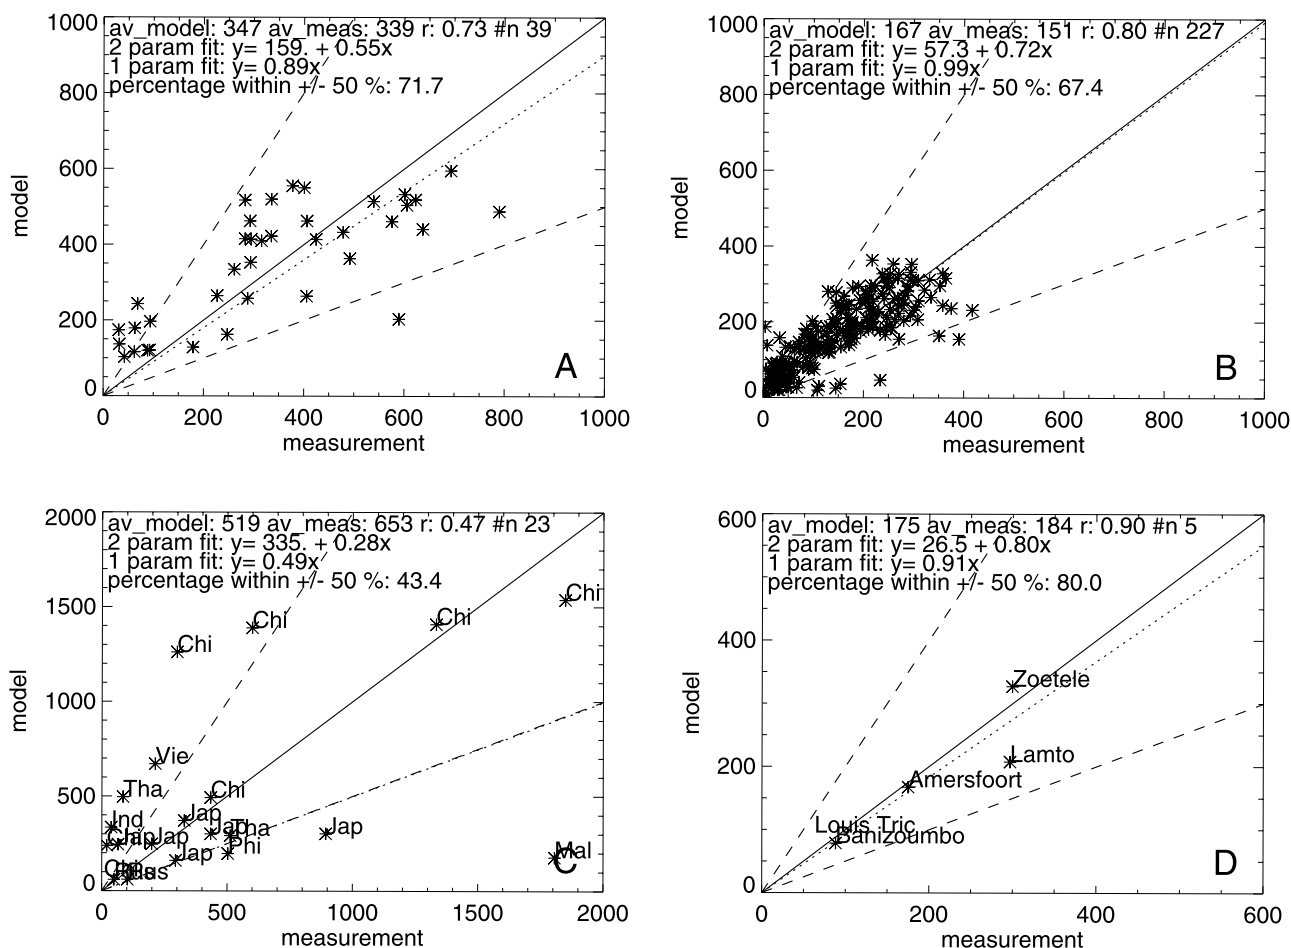 av_model: 347 av_meas: 339 r: 0.73 #n 39
2 param fit: y= 159. + 0.55x
1 param fit: y= 0.89x
percentage within +/- 50 %: 71.7
1000
800
600
400
200
0
model
A
0 200 400 600 800 1000
measurement
av_model: 167 av_meas: 151 r: 0.80 #n 227
2 param fit: y= 57.3 + 0.72x
1 param fit: y= 0.99x
percentage within +/- 50 %: 67.4
1000
800
600
400
200
0
model
B
0 200 400 600 800 1000
measurement
av_model: 519 av_meas: 653 r: 0.47 #n 23
2 param fit: y= 335. + 0.28x
1 param fit: y= 0.49x
percentage within +/- 50 %: 43.4
2000
1500
1000
500
0
model
Chi
Chi
Chi
Chi
Vie
Tha
Chi
Ind
Jap
Jap
Tha
Jap
Jap
Phi
Jap
Mal
C
0 500 1000 1500 2000
measurement
av_model: 175 av_meas: 184 r: 0.90 #n 5
2 param fit: y= 26.5 + 0.80x
1 param fit: y= 0.91x
percentage within +/- 50 %: 80.0
600
400
200
0
model
Zoetele
Lamto
Amersfoort
Louis Tric
Banizoumbo
D
0 200 400 600
measurement